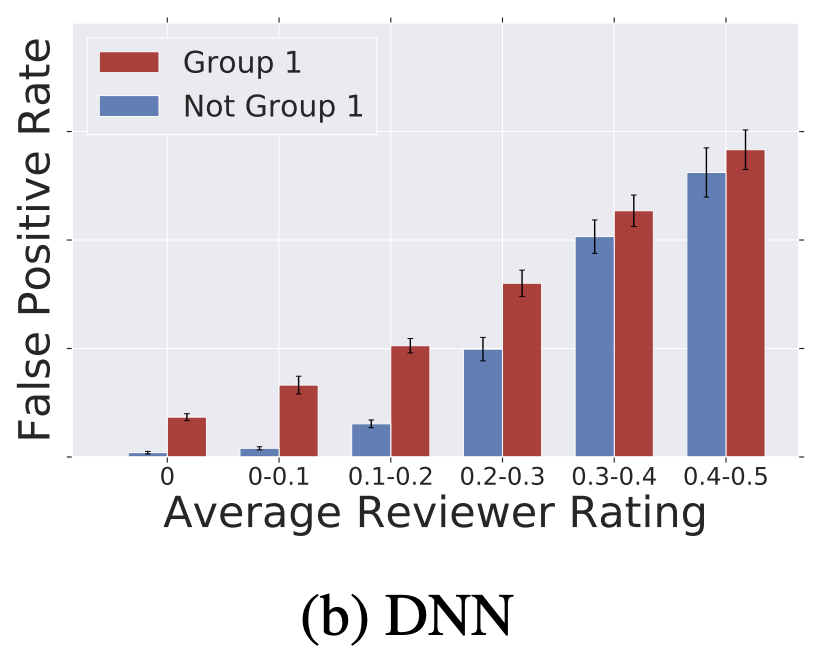 False Positive Rate
Group 1
Not Group 1
0 0-0.1 0.1-0.2 0.2-0.3 0.3-0.4 0.4-0.5
Average Reviewer Rating
(b) DNN